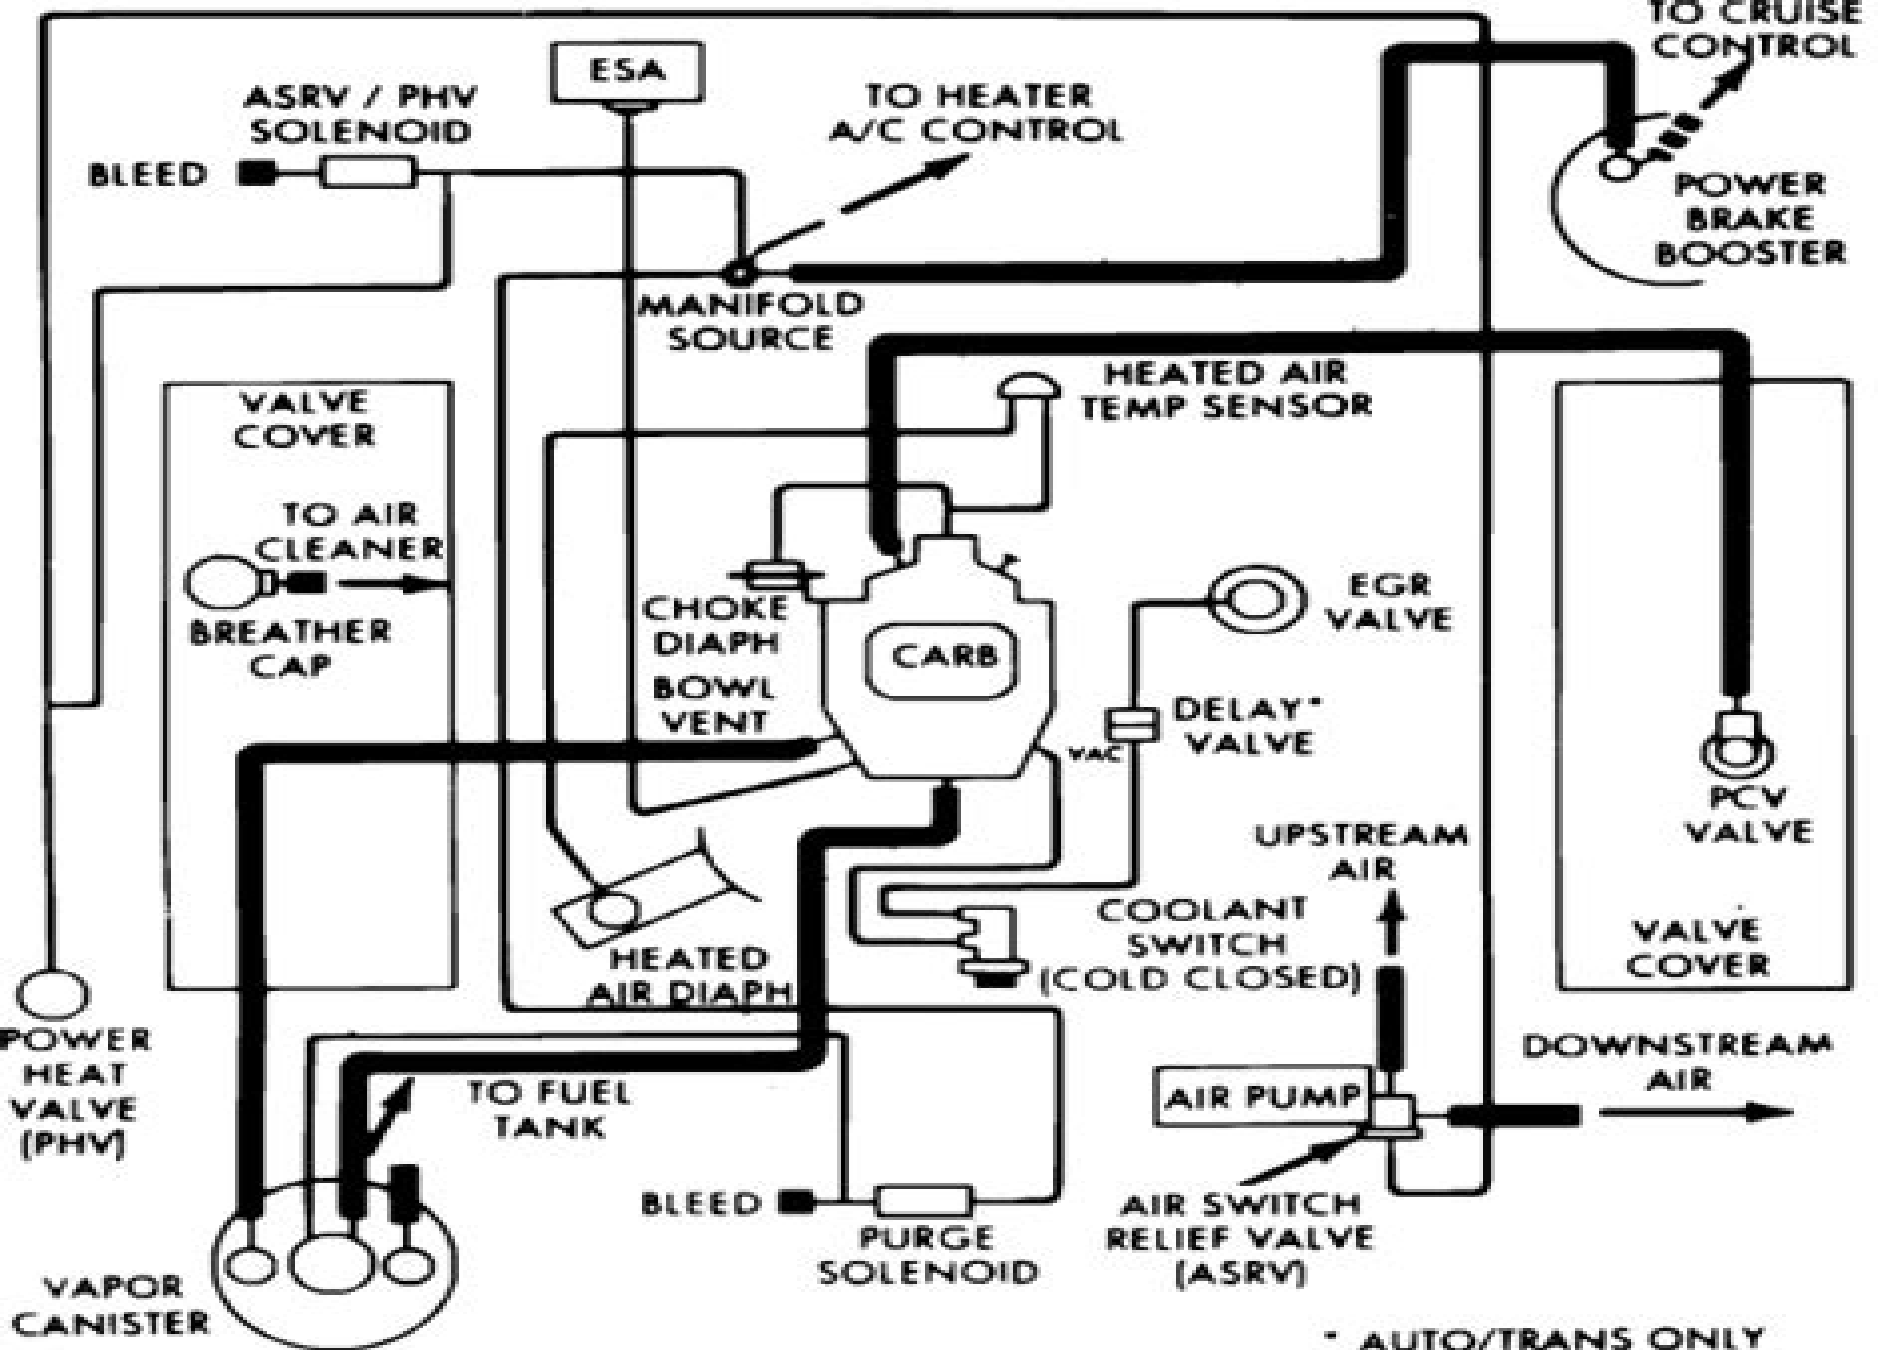 TO CRUISE
CONTROL
ESA
ASRV / PHV
SOLENOID
TO HEATER
A/C CONTROL
BLEED
POWER
BRAKE
BOOSTER
MANIFOLD
SOURCE
HEATED AIR
TEMP SENSOR
VALVE
COVER
TO AIR
CLEANER
BREATHER
CAP
CHOKE
DIAPH
BOWL
VENT
CARB
EGR
VALVE
DELAY*
VALVE
VAC
PCV
VALVE
UPSTREAM
AIR
COOLANT
SWITCH
(COLD CLOSED)
VALVE
COVER
HEATED
AIR DIAPH
POWER
HEAT
VALVE
(PHV)
TO FUEL
TANK
AIR PUMP
DOWNSTREAM
AIR
BLEED
PURGE
SOLENOID
AIR SWITCH
RELIEF VALVE
(ASRV)
VAPOR
CANISTER
* AUTO/TRANS ONLY